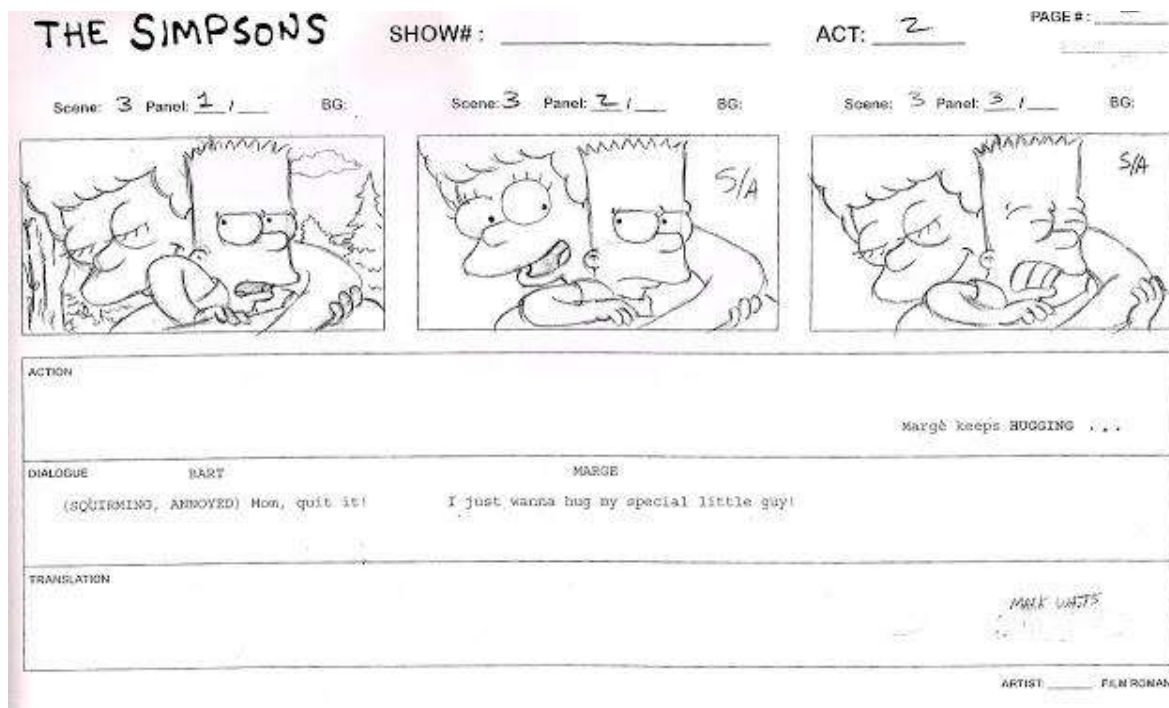 THE SIMPSONS SHOW#: ACT: 2 PAGE #:
Scene: 3 Panel: 1 / BG: Scene: 3 Panel: 2 / BG: Scene: 3 Panel: 3 / BG:
S/A S/A
ACTION
Marge keeps HUGGING ...
DIALOGUE BART MARGE
(SQUIRMING, ANNOYED) Mom, quit it! I just wanna hug my special little guy!
TRANSLATION
ARTIST: FILM ROMAN